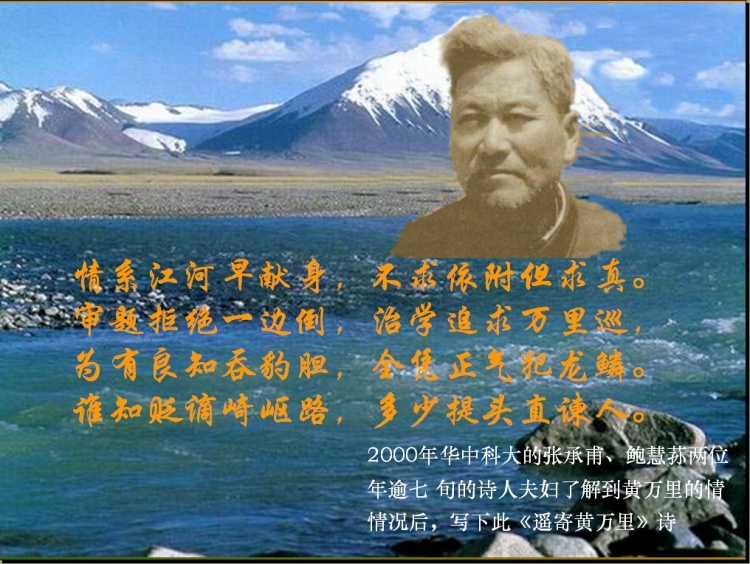 情系江河早献身，不求依附但求真。
审题拒绝一边倒，治学追求万里巡，
为有良知吞豹胆，全凭正气犯龙鳞。
谁知贬谪崎岖路，多少提头直谏人。
2000年华中科大的张承甫、鲍慧荪两位
年逾七 旬的诗人夫妇了解到黄万里的情
情况后，写下此《遥寄黄万里》诗